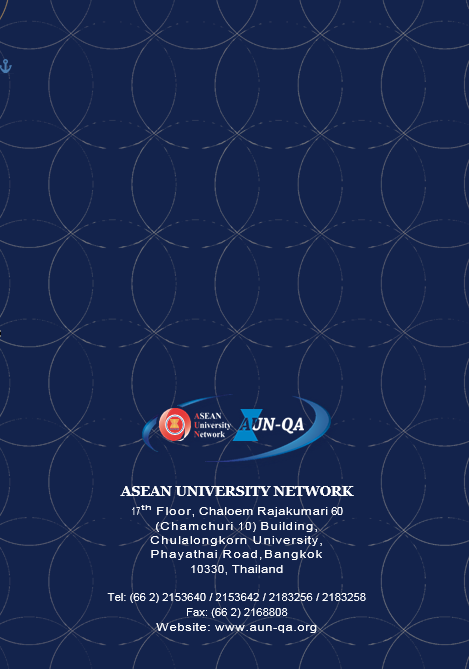 ASEAN
University
Network
AUN-QA
ASEAN UNIVERSITY NETWORK
17th Floor, Chaloem Rajakumari 60
(Chamchuri 10) Building,
Chulalongkorn University,
Phayathai Road,Bangkok
10330, Thailand
Tel: (66 2) 2153640 / 2153642 / 2183256 / 2183258
Fax: (66 2) 2168808
Website: www.aun-qa.org